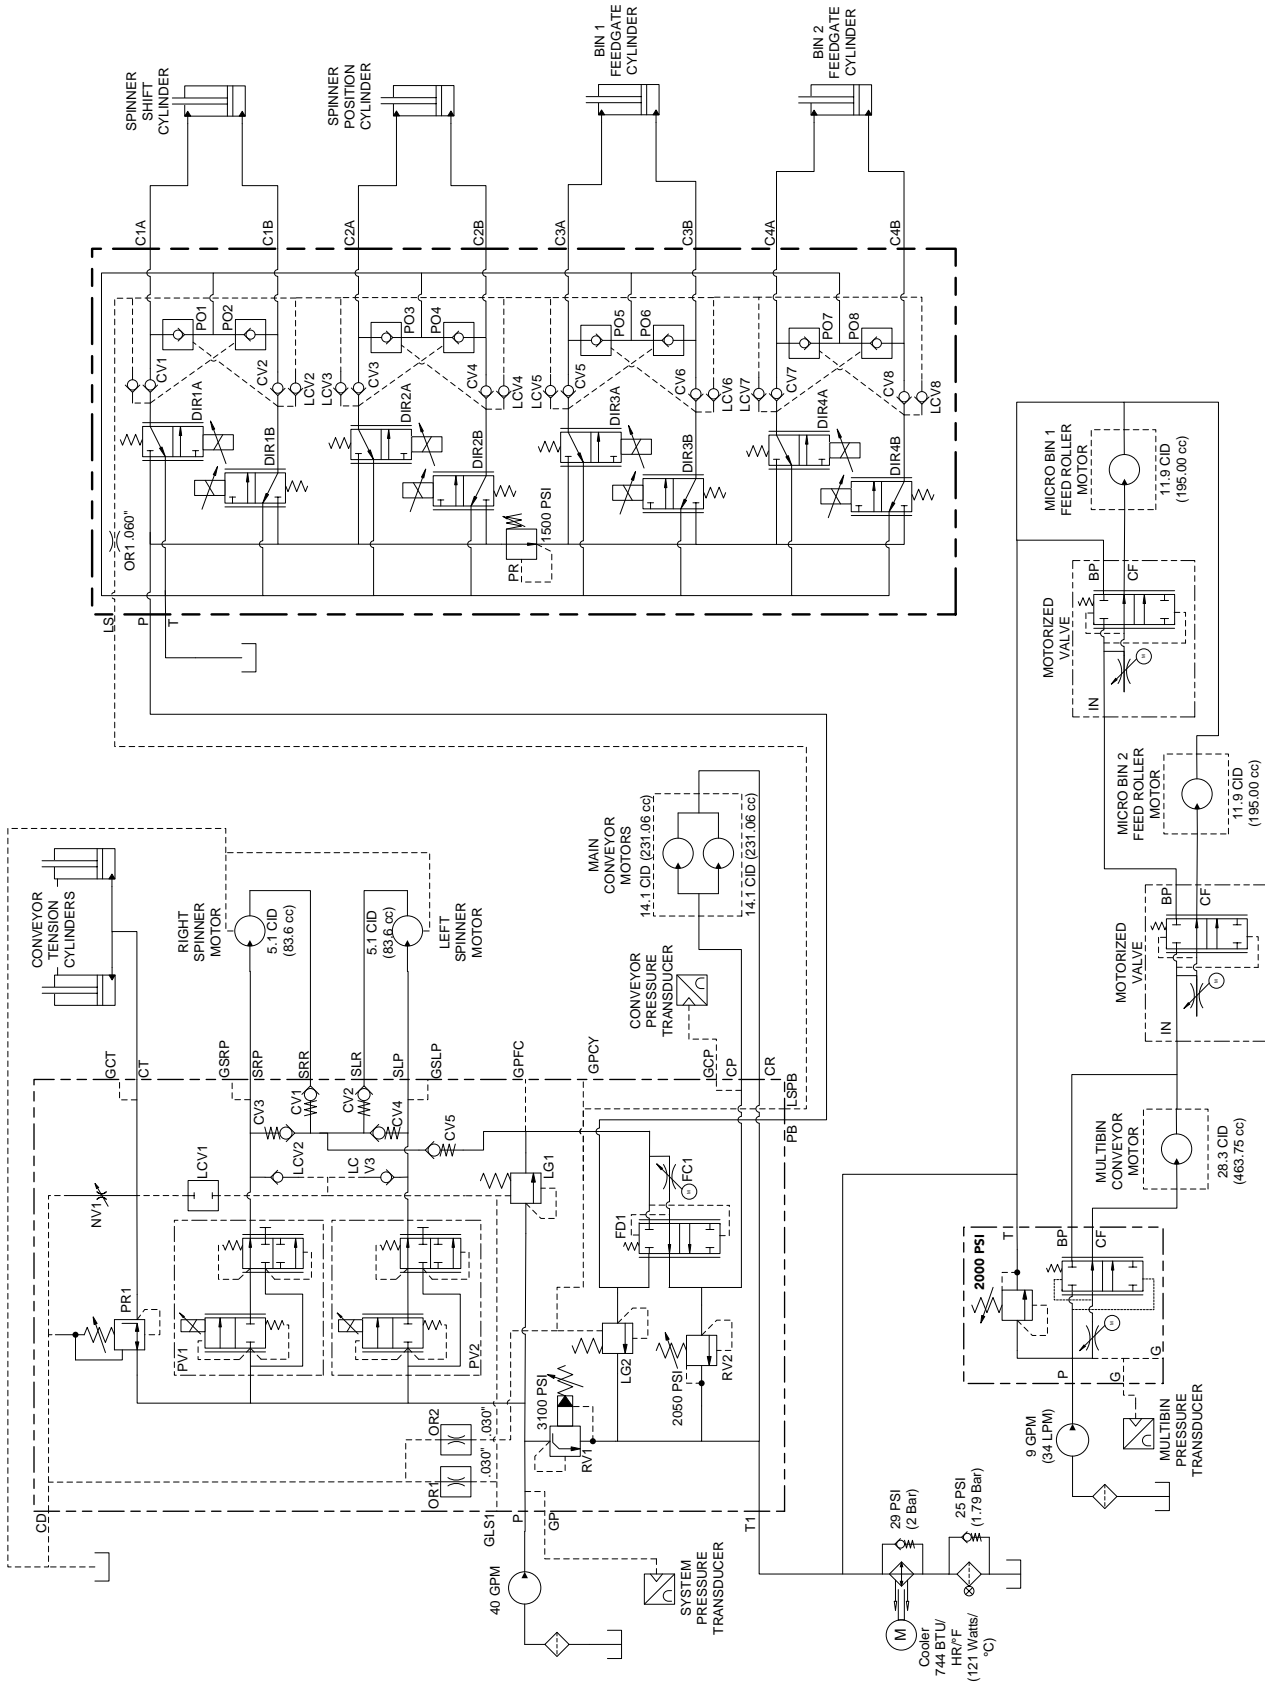 SPINNER
SHIFT
CYLINDER
SPINNER
POSITION
CYLINDER
BIN 1
FEEDGATE
CYLINDER
BIN 2
FEEDGATE
CYLINDER
C1A
C1B
C2A
C2B
C3A
C3B
C4A
C4B
PO1
PO2
PO3
PO4
PO5
PO6
PO7
PO8
CV1
CV2
LCV2
LCV3
CV3
CV4
LCV4
LCV5
CV5
CV6
LCV6
LCV7
CV7
CV8
LCV8
DIR1A
DIR1B
DIR2A
DIR2B
DIR3A
DIR3B
DIR4A
DIR4B
OR1 .060"
PR
1500 PSI
LS
P
T
CONVEYOR
TENSION
CYLINDERS
RIGHT
SPINNER
MOTOR
5.1 CID
(83.6 cc)
5.1 CID
(83.6 cc)
LEFT
SPINNER
MOTOR
MAIN
CONVEYOR
MOTORS
14.1 CID (231.06 cc)
14.1 CID (231.06 cc)
CONVEYOR
PRESSURE
TRANSDUCER
GCT
CT
GSRP
SRP
SRR
SLR
SLP
GSLP
GPFC
GPCY
GCP
CP
CR
LSPB
PB
CV3
CV1
CV2
CV4
CV5
LCV1
LCV2
LC
V3
LG1
NV1
FC1
FD1
PR1
PV1
PV2
LG2
RV2
2050 PSI
3100 PSI
RV1
OR2
.030"
OR1
.030"
CD
GLS1
P
GP
T1
40 GPM
SYSTEM
PRESSURE
TRANSDUCER
M
Cooler
744 BTU/
HR/°F
(121 Watts/
°C)
29 PSI
(2 Bar)
25 PSI
(1.79 Bar)
MICRO BIN 1
FEED ROLLER
MOTOR
11.9 CID
(195.00 cc)
MOTORIZED
VALVE
BP
CF
IN
MICRO BIN 2
FEED ROLLER
MOTOR
11.9 CID
(195.00 cc)
MOTORIZED
VALVE
BP
CF
IN
MULTIBIN
CONVEYOR
MOTOR
28.3 CID
(463.75 cc)
2000 PSI
T
BP
CF
P
G
G
9 GPM
(34 LPM)
MULTIBIN
PRESSURE
TRANSDUCER